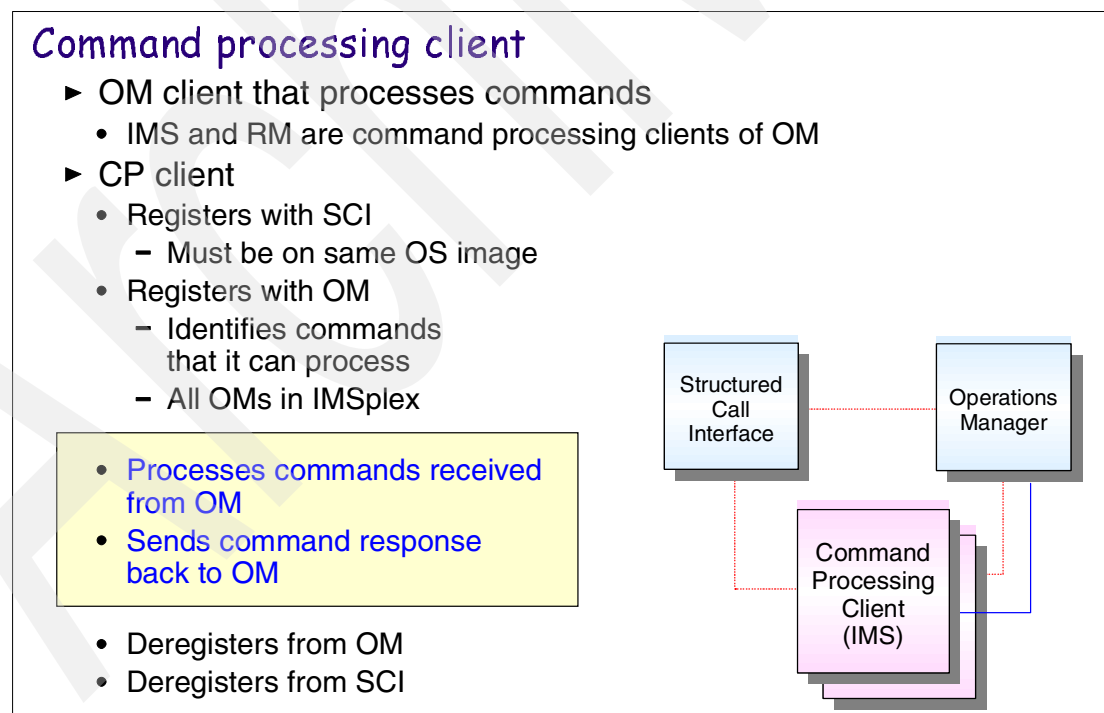 Command processing client
► OM client that processes commands
• IMS and RM are command processing clients of OM
► CP client
• Registers with SCI
– Must be on same OS image
• Registers with OM
– Identifies commands
that it can process
– All OMs in IMSplex
• Processes commands received
from OM
• Sends command response
back to OM
• Deregisters from OM
• Deregisters from SCI
Structured
Call
Interface
Operations
Manager
Command
Processing
Client
(IMS)